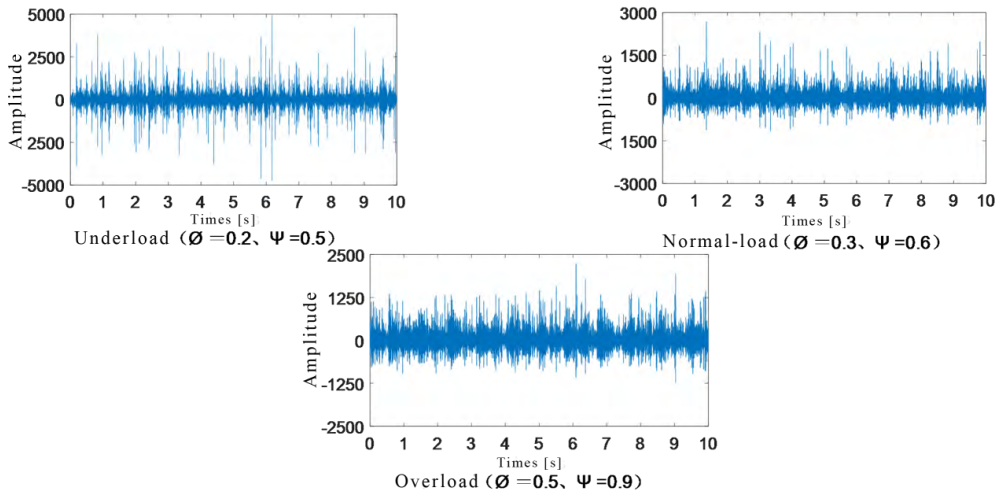 5000
2500
0
2500
-5000
Amplitude
0 1 2 3 4 5 6 7 8 9 10
Times [s]
Underload (Ø =0.2、Ψ =0.5)
3000
1500
0
-1500
-3000
Amplitude
0 1 2 3 4 5 6 7 8 9 10
Times [s]
Normal-load (Ø =0.3、Ψ =0.6)
2500
1250
0
-1250
-2500
Amplitude
0 1 2 3 4 5 6 7 8 9 10
Times [s]
Overload (Ø =0.5、Ψ =0.9)